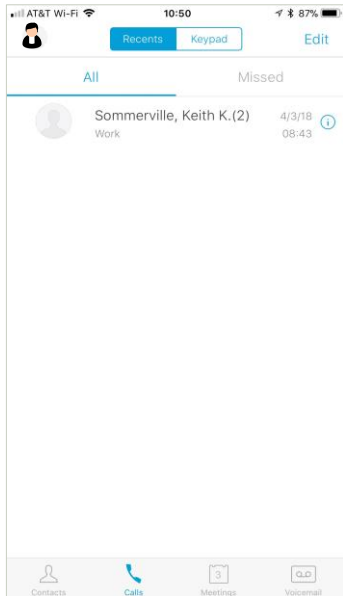 AT&T Wi-Fi 10:50 87%
Recents Keypad Edit
All Missed
Sommerville, Keith K.(2) 4/3/18
Work 08:43
3
Contacts Calls Meetings Voicemail